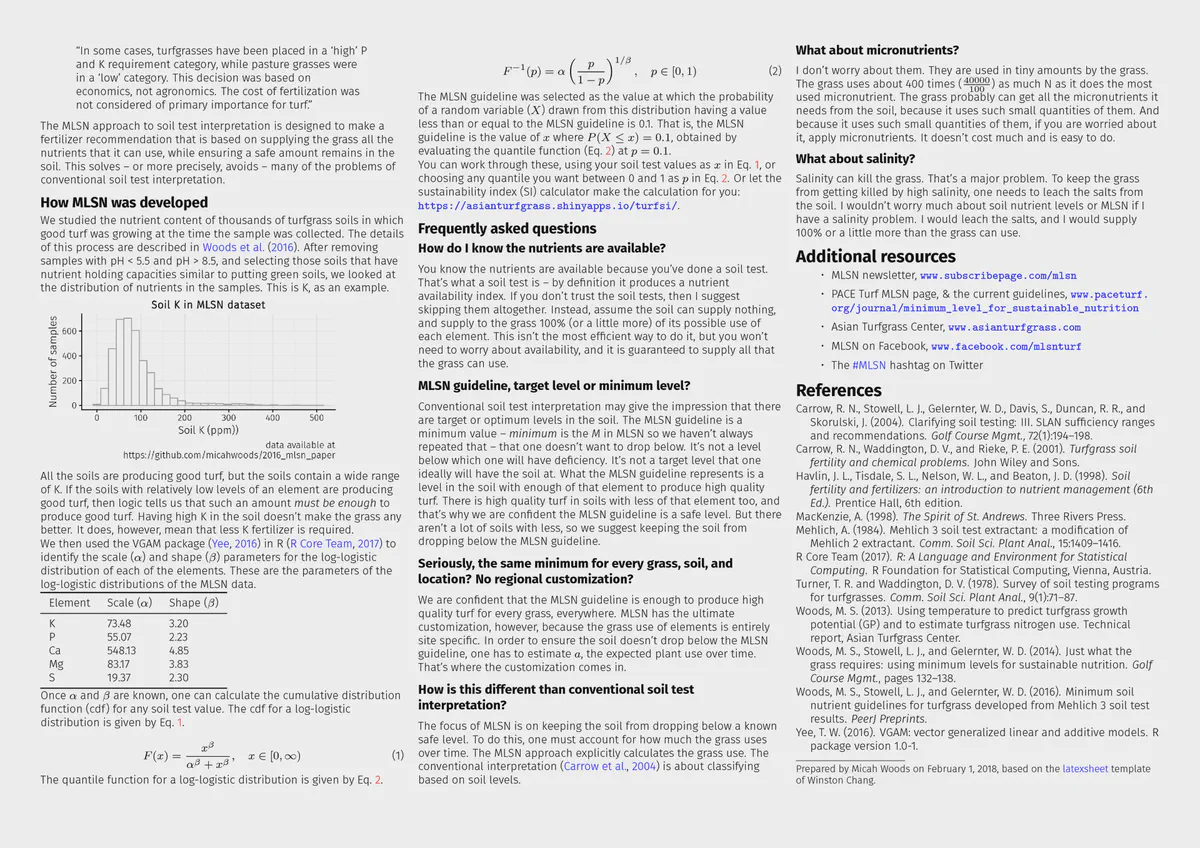 “In some cases, turfgrasses have been placed in a ‘high’ P
and K requirement category, while pasture grasses were
in a ‘low’ category. This decision was based on
economics, not agronomics. The cost of fertilization was
not considered of primary importance for turf.”
The MLSN approach to soil test interpretation is designed to make a
fertilizer recommendation that is based on supplying the grass all the
nutrients that it can use, while ensuring a safe amount remains in the
soil. This solves – or more precisely, avoids – many of the problems of
conventional soil test interpretation.
How MLSN was developed
We studied the nutrient content of thousands of turfgrass soils in which
good turf was growing at the time the sample was collected. The details
of this process are described in Woods et al. (2016). After removing
samples with pH < 5.5 and pH > 8.5, and selecting those soils that have
nutrient holding capacities similar to putting green soils, we looked at
the distribution of nutrients in the samples. This is K, as an example.
Soil K in MLSN dataset
Number of samples
600
400
200
0
0 100 200 300 400 500
Soil K (ppm))
data available at
https://github.com/micahwoods/2016_mlsn_paper
All the soils are producing good turf, but the soils contain a wide range
of K. If the soils with relatively low levels of an element are producing
good turf, then logic tells us that such an amount must be enough to
produce good turf. Having high K in the soil doesn’t make the grass any
better. It does, however, mean that less K fertilizer is required.
We then used the VGAM package (Yee, 2016) in R (R Core Team, 2017) to
identify the scale (α) and shape (β) parameters for the log-logistic
distribution of each of the elements. These are the parameters of the
log-logistic distributions of the MLSN data.
Element Scale (α) Shape (β)
K 73.48 3.20
P 55.07 2.23
Ca 548.13 4.85
Mg 83.17 3.83
S 19.37 2.30
Once α and β are known, one can calculate the cumulative distribution
function (cdf) for any soil test value. The cdf for a log-logistic
distribution is given by Eq. 1.
F(x) = x^β / (α^β + x^β), x ∈ [0, ∞) (1)
The quantile function for a log-logistic distribution is given by Eq. 2.
F^−1(p) = α (p / (1 − p))^1/β, p ∈ [0, 1) (2)
The MLSN guideline was selected as the value at which the probability
of a random variable (X) drawn from this distribution having a value
less than or equal to the MLSN guideline is 0.1. That is, the MLSN
guideline is the value of x where P(X ≤ x) = 0.1, obtained by
evaluating the quantile function (Eq. 2) at p = 0.1.
You can work through these, using your soil test values as x in Eq. 1, or
choosing any quantile you want between 0 and 1 as p in Eq. 2. Or let the
sustainability index (SI) calculator make the calculation for you:
https://asianturfgrass.shinyapps.io/turfsi/.
Frequently asked questions
How do I know the nutrients are available?
You know the nutrients are available because you’ve done a soil test.
That’s what a soil test is – by definition it produces a nutrient
availability index. If you don’t trust the soil tests, then I suggest
skipping them altogether. Instead, assume the soil can supply nothing,
and supply to the grass 100% (or a little more) of its possible use of
each element. This isn’t the most efficient way to do it, but you won’t
need to worry about availability, and it is guaranteed to supply all that
the grass can use.
MLSN guideline, target level or minimum level?
Conventional soil test interpretation may give the impression that there
are target or optimum levels in the soil. The MLSN guideline is a
minimum value – minimum is the M in MLSN so we haven’t always
repeated that – that one doesn’t want to drop below. It’s not a level
below which one will have deficiency. It’s not a target level that one
ideally will have the soil at. What the MLSN guideline represents is a
level in the soil with enough of that element to produce high quality
turf. There is high quality turf in soils with less of that element too, and
that’s why we are confident the MLSN guideline is a safe level. But there
aren’t a lot of soils with less, so we suggest keeping the soil from
dropping below the MLSN guideline.
Seriously, the same minimum for every grass, soil, and
location? No regional customization?
We are confident that the MLSN guideline is enough to produce high
quality turf for every grass, everywhere. MLSN has the ultimate
customization, however, because the grass use of elements is entirely
site specific. In order to ensure the soil doesn’t drop below the MLSN
guideline, one has to estimate a, the expected plant use over time.
That’s where the customization comes in.
How is this different than conventional soil test
interpretation?
The focus of MLSN is on keeping the soil from dropping below a known
safe level. To do this, one must account for how much the grass uses
over time. The MLSN approach explicitly calculates the grass use. The
conventional interpretation (Carrow et al., 2004) is about classifying
based on soil levels.
What about micronutrients?
I don’t worry about them. They are used in tiny amounts by the grass.
The grass uses about 400 times (40000/100) as much N as it does the most
used micronutrient. The grass probably can get all the micronutrients it
needs from the soil, because it uses such small quantities of them. And
because it uses such small quantities of them, if you are worried about
it, apply micronutrients. It doesn’t cost much and is easy to do.
What about salinity?
Salinity can kill the grass. That’s a major problem. To keep the grass
from getting killed by high salinity, one needs to leach the salts from
the soil. I wouldn’t worry much about soil nutrient levels or MLSN if I
have a salinity problem. I would leach the salts, and I would supply
100% or a little more than the grass can use.
Additional resources
• MLSN newsletter, www.subscribepage.com/mlsn
• PACE Turf MLSN page, & the current guidelines, www.paceturf.
org/journal/minimum_level_for_sustainable_nutrition
• Asian Turfgrass Center, www.asianturfgrass.com
• MLSN on Facebook, www.facebook.com/mlsnturf
• The #MLSN hashtag on Twitter
References
Carrow, R. N., Stowell, L. J., Gelernter, W. D., Davis, S., Duncan, R. R., and
Skorulski, J. (2004). Clarifying soil testing: III. SLAN sufficiency ranges
and recommendations. Golf Course Mgmt., 72(1):194–198.
Carrow, R. N., Waddington, D. V., and Rieke, P. E. (2001). Turfgrass soil
fertility and chemical problems. John Wiley and Sons.
Havlin, J. L., Tisdale, S. L., Nelson, W. L., and Beaton, J. D. (1998). Soil
fertility and fertilizers: an introduction to nutrient management (6th
Ed.). Prentice Hall, 6th edition.
MacKenzie, A. (1998). The Spirit of St. Andrews. Three Rivers Press.
Mehlich, A. (1984). Mehlich 3 soil test extractant: a modification of
Mehlich 2 extractant. Comm. Soil Sci. Plant Anal., 15:1409–1416.
R Core Team (2017). R: A Language and Environment for Statistical
Computing. R Foundation for Statistical Computing, Vienna, Austria.
Turner, T. R. and Waddington, D. V. (1978). Survey of soil testing programs
for turfgrasses. Comm. Soil Sci. Plant Anal., 9(1):71–87.
Woods, M. S. (2013). Using temperature to predict turfgrass growth
potential (GP) and to estimate turfgrass nitrogen use. Technical
report, Asian Turfgrass Center.
Woods, M. S., Stowell, L. J., and Gelernter, W. D. (2014). Just what the
grass requires: using minimum levels for sustainable nutrition. Golf
Course Mgmt., pages 132–138.
Woods, M. S., Stowell, L. J., and Gelernter, W. D. (2016). Minimum soil
nutrient guidelines for turfgrass developed from Mehlich 3 soil test
results. PeerJ Preprints.
Yee, T. W. (2016). VGAM: vector generalized linear and additive models. R
package version 1.0-1.
Prepared by Micah Woods on February 1, 2018, based on the latexsheet template
of Winston Chang.